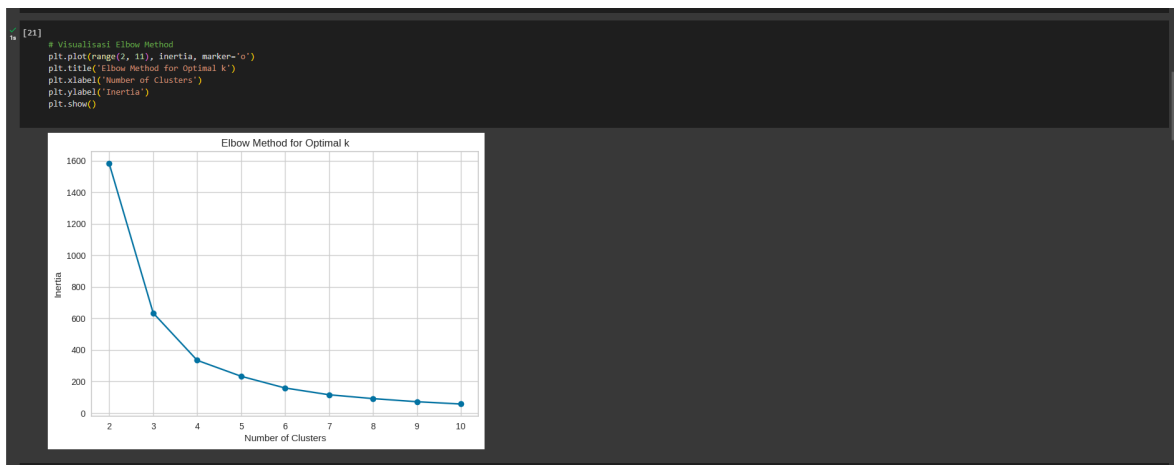 [21]
1s
# Visualisasi Elbow Method
plt.plot(range(2, 11), inertia, marker='o')
plt.title('Elbow Method for Optimal k')
plt.xlabel('Number of Clusters')
plt.ylabel('Inertia')
plt.show()
Elbow Method for Optimal k
1600
1400
1200
1000
800
600
400
200
0
Inertia
2 3 4 5 6 7 8 9 10
Number of Clusters